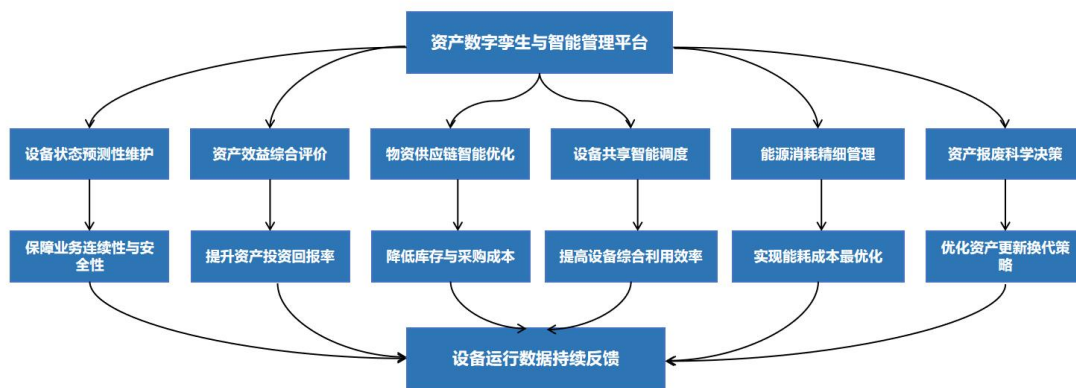 资产数字孪生与智能管理平台
设备状态预测性维护
资产效益综合评价
物资供应链智能优化
设备共享智能调度
能源消耗精细管理
资产报废科学决策
保障业务连续性与安
全性
提升资产投资回报率
降低库存与采购成本
提高设备综合利用效率
实现能耗成本最优化
优化资产更新换代策
略
设备运行数据持续反馈